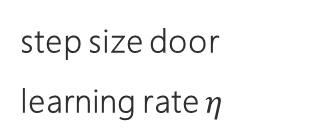 step size door
learning rate η